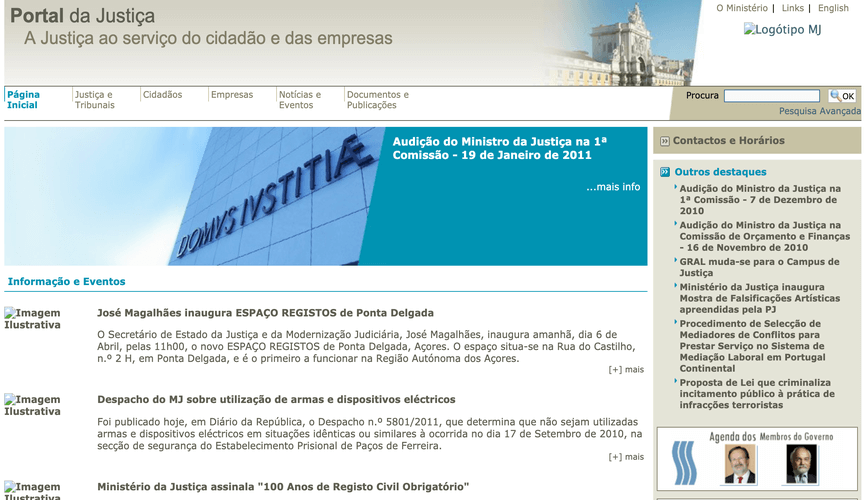 Portal da Justiça
A Justiça ao serviço do cidadão e das empresas
O Ministério | Links | English
Logótipo MJ
Página Inicial
Justiça e Tribunais
Cidadãos
Empresas
Notícias e Eventos
Documentos e Publicações
Procura
OK
Pesquisa Avançada
DOMVS IVSTITIÆ
Audição do Ministro da Justiça na 1ª
Comissão - 19 de Janeiro de 2011
...mais info
Informação e Eventos
Imagem
Ilustrativa
José Magalhães inaugura ESPAÇO REGISTOS de Ponta Delgada
O Secretário de Estado da Justiça e da Modernização Judiciária, José Magalhães, inaugura amanhã, dia 6 de
Abril, pelas 11h00, o novo ESPAÇO REGISTOS de Ponta Delgada, Açores. O espaço situa-se na Rua do Castilho,
n.º 2 H, em Ponta Delgada, e é o primeiro a funcionar na Região Autónoma dos Açores.
[+] mais
Imagem
Ilustrativa
Despacho do MJ sobre utilização de armas e dispositivos eléctricos
Foi publicado hoje, em Diário da República, o Despacho n.º 5801/2011, que determina que não sejam utilizadas
armas e dispositivos eléctricos em situações idênticas ou similares à ocorrida no dia 17 de Setembro de 2010, na
secção de segurança do Estabelecimento Prisional de Paços de Ferreira.
[+] mais
Imagem
Ilustrativa
Ministério da Justiça assinala "100 Anos de Registo Civil Obrigatório"
Contactos e Horários
Outros destaques
Audição do Ministro da Justiça na
1ª Comissão - 7 de Dezembro de
2010
Audição do Ministro da Justiça na
Comissão de Orçamento e Finanças
- 16 de Novembro de 2010
GRAL muda-se para o Campus de
Justiça
Ministério da Justiça inaugura
Mostra de Falsificações Artísticas
apreendidas pela PJ
Procedimento de Selecção de
Mediadores de Conflitos para
Prestar Serviço no Sistema de
Mediação Laboral em Portugal
Continental
Proposta de Lei que criminaliza
incitamento público à prática de
infracções terroristas
Agenda dos Membros do Governo